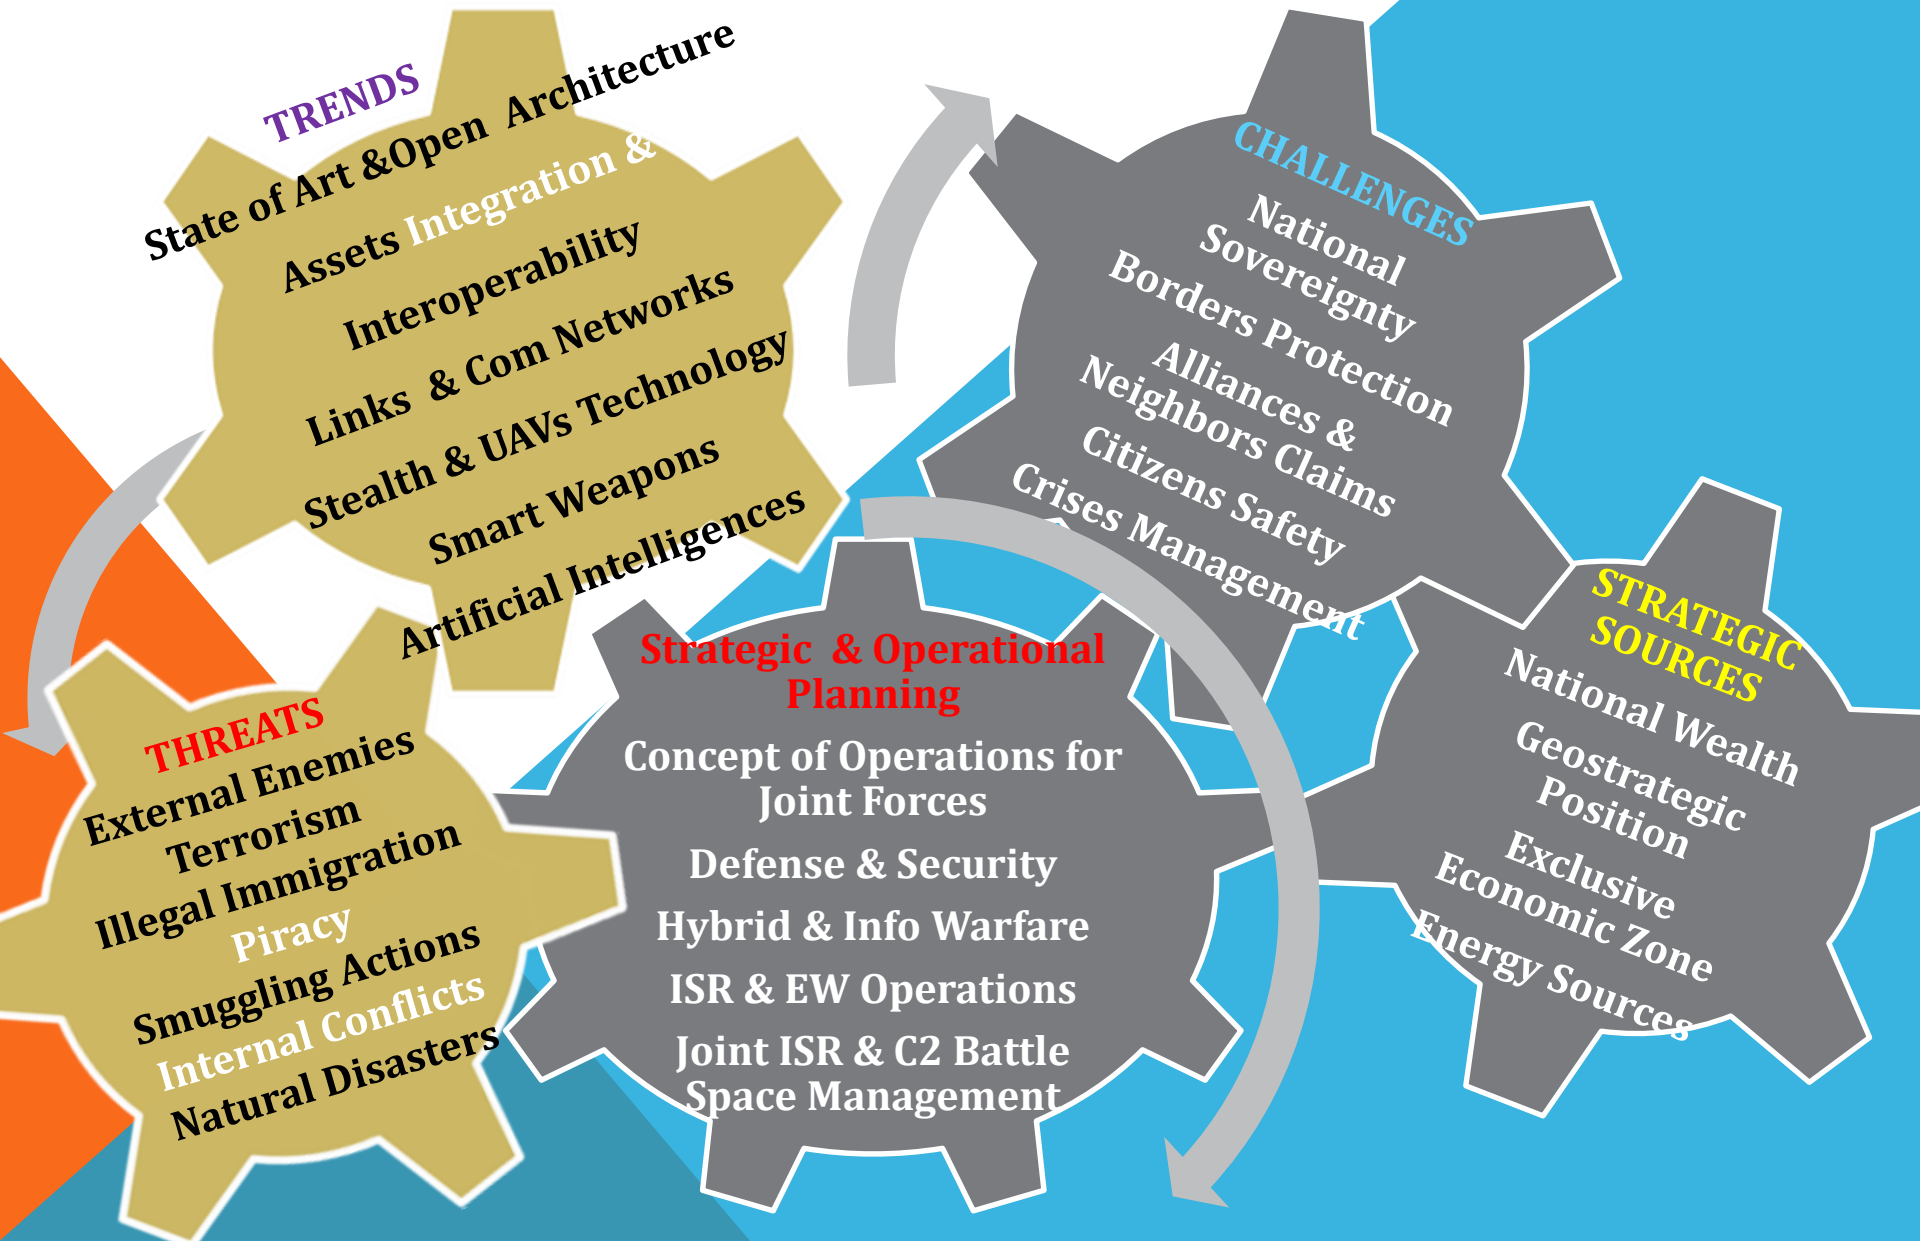 TRENDS
State of Art &Open Architecture
Assets Integration &
Interoperability
Links & Com Networks
Stealth & UAVs Technology
Smart Weapons
Artificial Intelligences
CHALLENGES
National
Sovereignty
Borders Protection
Alliances &
Neighbors Claims
Citizens Safety
Crises Management
STRATEGIC
SOURCES
National Wealth
Geostrategic
Position
Exclusive
Economic Zone
Energy Sources
THREATS
External Enemies
Terrorism
Illegal Immigration
Piracy
Smuggling Actions
Internal Conflicts
Natural Disasters
Strategic & Operational
Planning
Concept of Operations for
Joint Forces
Defense & Security
Hybrid & Info Warfare
ISR & EW Operations
Joint ISR & C2 Battle
Space Management